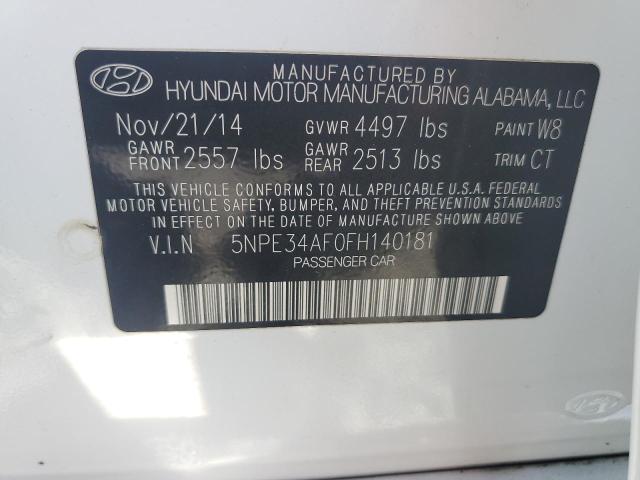 MANUFACTURED BY
HYUNDAI MOTOR MANUFACTURING ALABAMA, LLC
Nov/21/14 GVWR 4497 lbs PAINT W8
GAWR FRONT 2557 lbs GAWR REAR 2513 lbs TRIM CT
THIS VEHICLE CONFORMS TO ALL APPLICABLE U.S.A. FEDERAL
MOTOR VEHICLE SAFETY, BUMPER, AND THEFT PREVENTION STANDARDS
IN EFFECT ON THE DATE OF MANUFACTURE SHOWN ABOVE.
V.I.N 5NPE34AF0FH140181
PASSENGER CAR